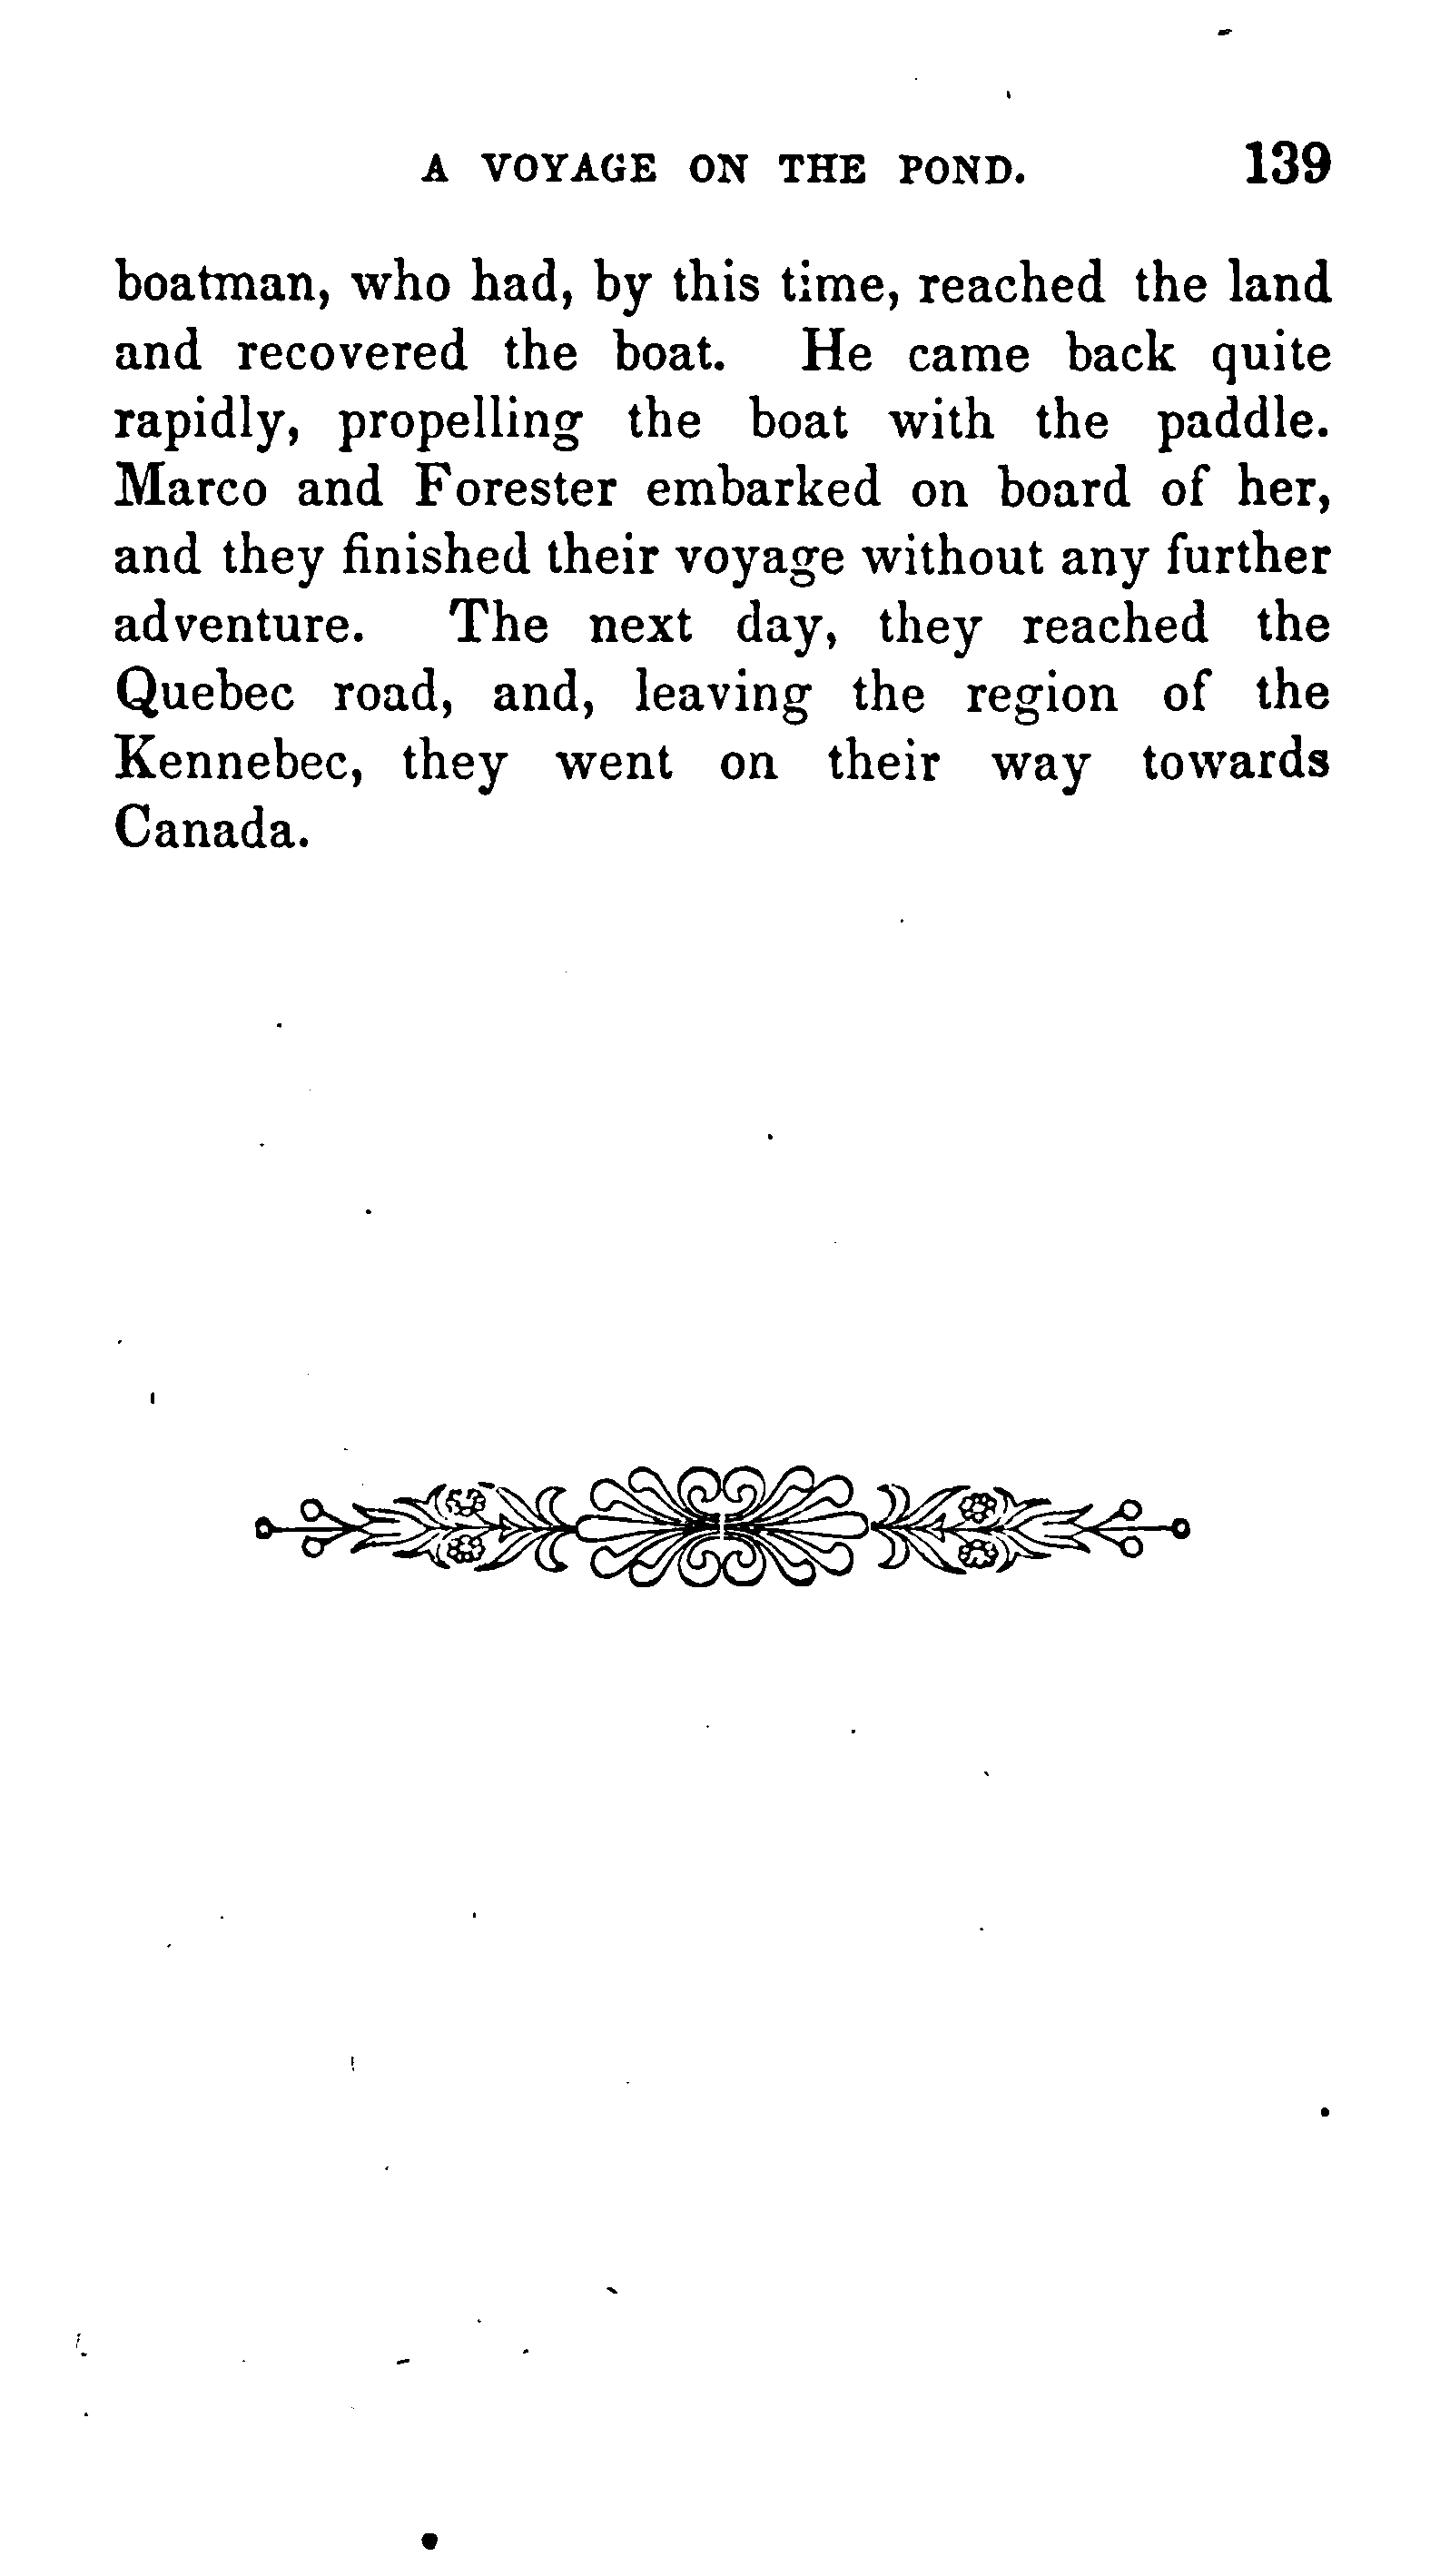 A VOYAGE ON THE POND. 139
boatman, who had, by this time, reached the land
and recovered the boat. He came back quite
rapidly, propelling the boat with the paddle.
Marco and Forester embarked on board of her,
and they finished their voyage without any further
adventure. The next day, they reached the
Quebec road, and, leaving the region of the
Kennebec, they went on their way towards
Canada.